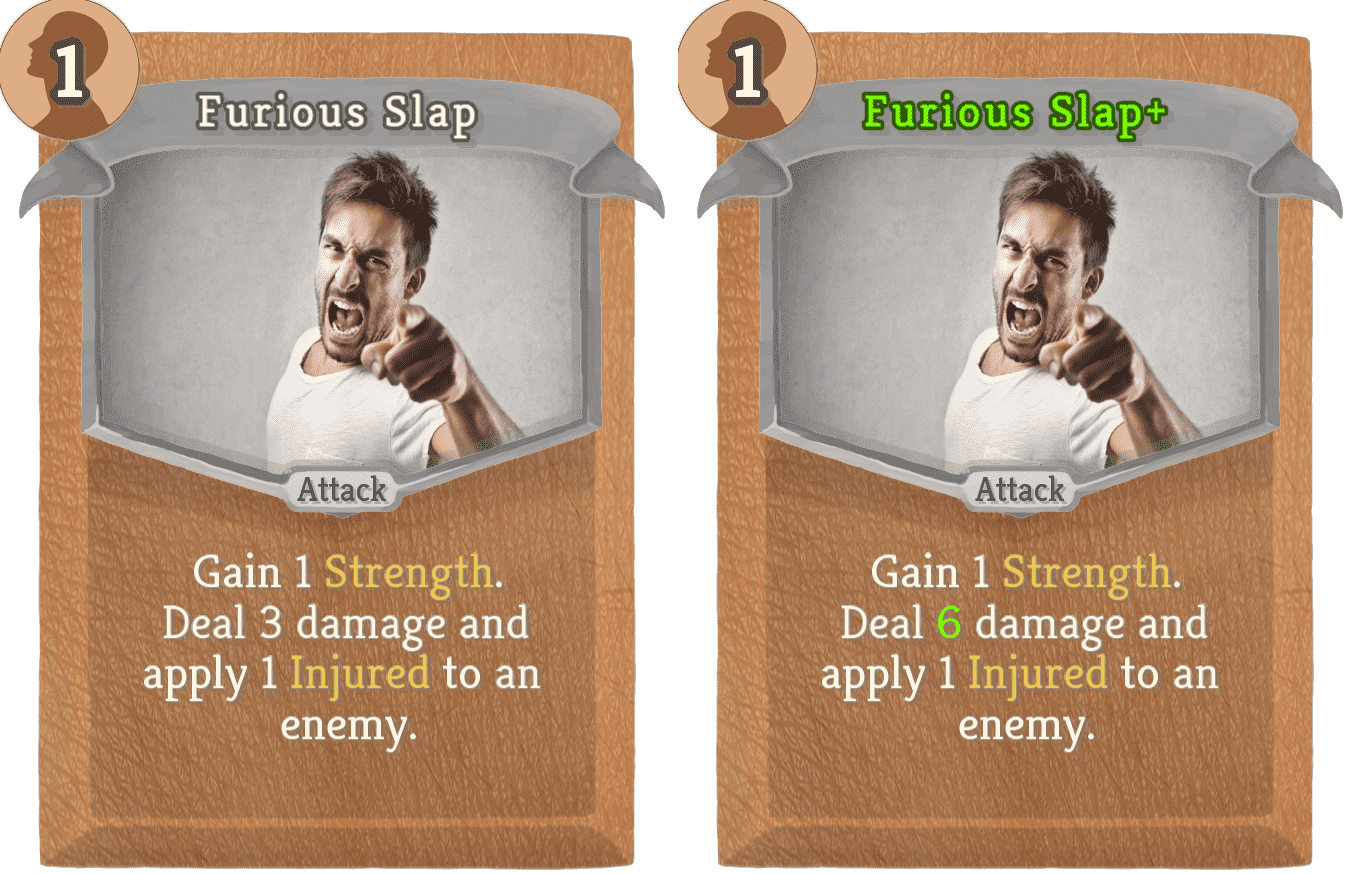 1
Furious Slap
Attack
Gain 1 Strength.
Deal 3 damage and
apply 1 Injured to an
enemy.
1
Furious Slap+
Attack
Gain 1 Strength.
Deal 6 damage and
apply 1 Injured to an
enemy.